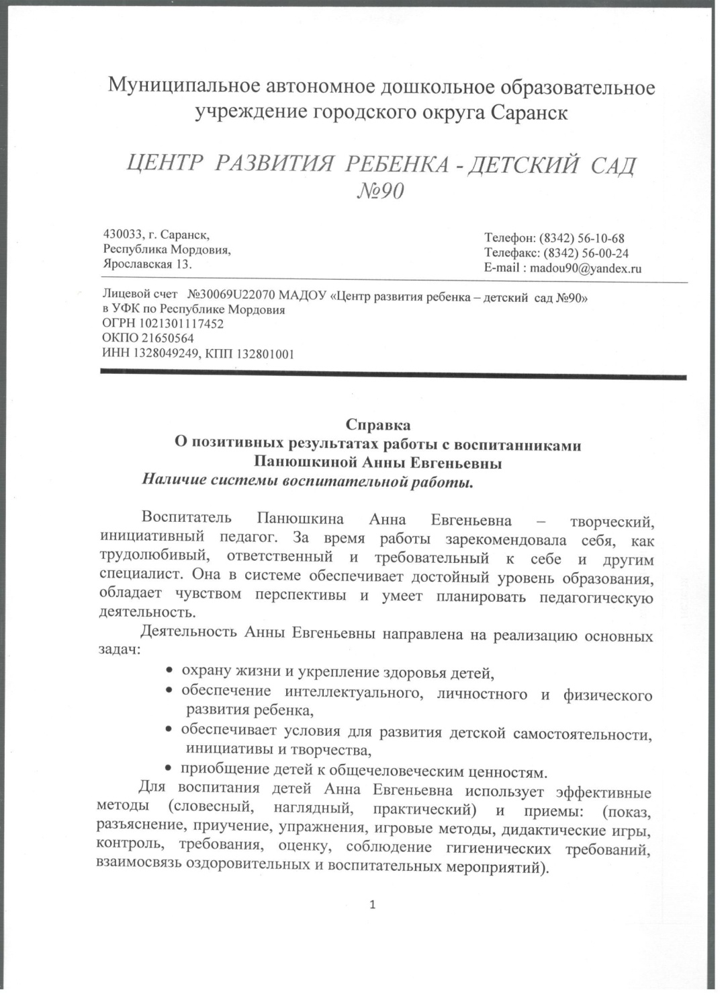 Муниципальное автономное дошкольное образовательное
учреждение городского округа Саранск
ЦЕНТР РАЗВИТИЯ РЕБЕНКА - ДЕТСКИЙ САД
№90
430033, г. Саранск,
Республика Мордовия,
Ярославская 13.
Телефон: (8342) 56-10-68
Телефакс: (8342) 56-00-24
E-mail : madou90@yandex.ru
Лицевой счет №30069U22070 МАДОУ «Центр развития ребенка – детский сад №90»
в УФК по Республике Мордовия
ОГРН 1021301117452
ОКПО 21650564
ИНН 1328049249, КПП 132801001
Справка
О позитивных результатах работы с воспитанниками
Панюшкиной Анны Евгеньевны
Наличие системы воспитательной работы.
Воспитатель Панюшкина Анна Евгеньевна – творческий,
инициативный педагог. За время работы зарекомендовала себя, как
трудолюбивый, ответственный и требовательный к себе и другим
специалист. Она в системе обеспечивает достойный уровень образования,
обладает чувством перспективы и умеет планировать педагогическую
деятельность.
Деятельность Анны Евгеньевны направлена на реализацию основных
задач:
• охрану жизни и укрепление здоровья детей,
• обеспечение интеллектуального, личностного и физического
развития ребенка,
• обеспечивает условия для развития детской самостоятельности,
инициативы и творчества,
• приобщение детей к общечеловеческим ценностям.
Для воспитания детей Анна Евгеньевна использует эффективные
методы (словесный, наглядный, практический) и приемы: (показ,
разъяснение, приучение, упражнения, игровые методы, дидактические игры,
контроль, требования, оценку, соблюдение гигиенических требований,
взаимосвязь оздоровительных и воспитательных мероприятий).
1